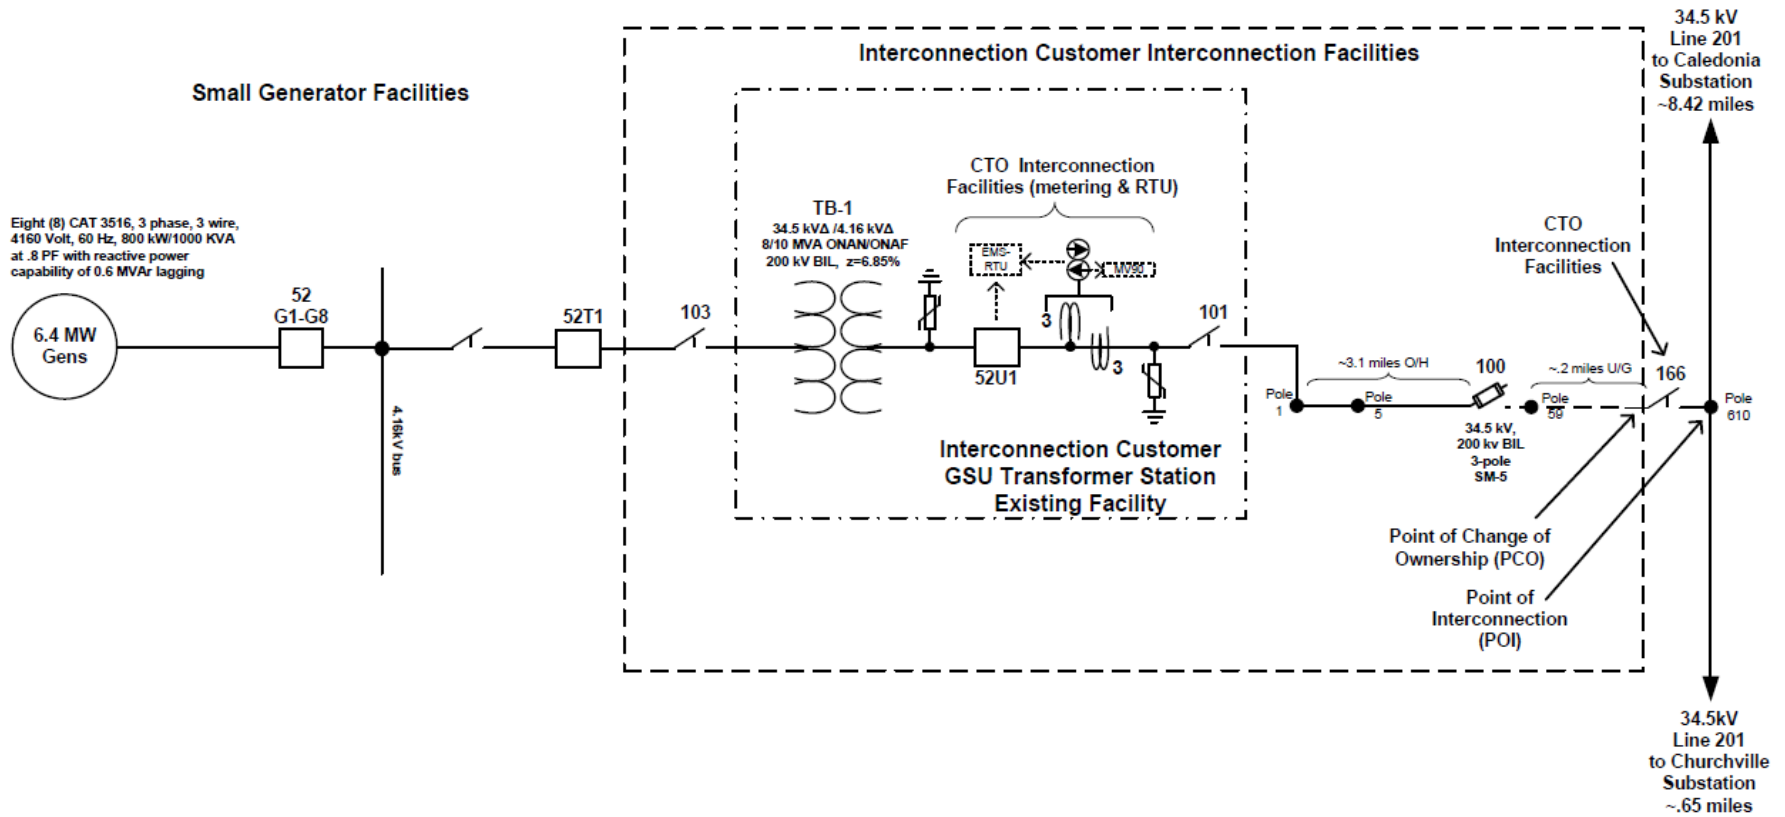 34.5 kV
Line 201
to Caledonia
Substation
~8.42 miles
Interconnection Customer Interconnection Facilities
Small Generator Facilities
CTO Interconnection
Facilities (metering & RTU)
Eight (8) CAT 3516, 3 phase, 3 wire,
4160 Volt, 60 Hz, 800 kW/1000 KVA
at .8 PF with reactive power
capability of 0.6 MVAr lagging
TB-1
34.5 kVΔ /4.16 kVΔ
8/10 MVA ONAN/ONAF
200 kV BIL, z=6.85%
EMS-
RTU
MV90
CTO
Interconnection
Facilities
6.4 MW
Gens
52
G1-G8
52T1
103
3
3
101
52U1
~3.1 miles O/H
100
~.2 miles U/G
166
Pole
1
Pole
5
Pole
59
Pole
610
34.5 kV,
200 kv BIL
3-pole
SM-5
4.16kV bus
Interconnection Customer
GSU Transformer Station
Existing Facility
Point of Change of
Ownership (PCO)
Point of
Interconnection
(POI)
34.5kV
Line 201
to Churchville
Substation
~.65 miles